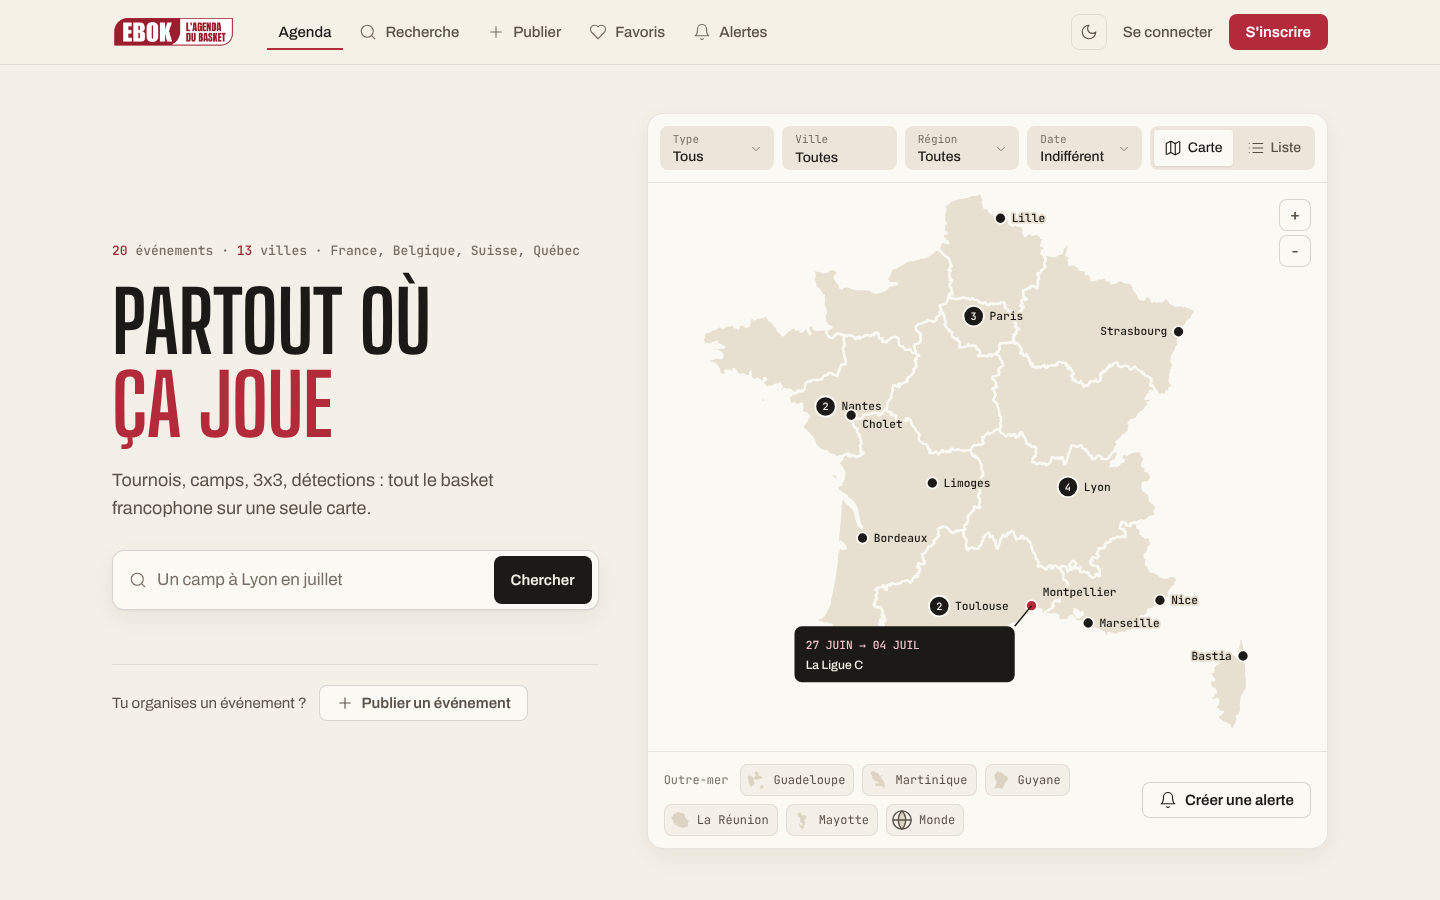 EBOK L'AGENDA DU BASKET
Agenda
Recherche
Publier
Favoris
Alertes
Se connecter
S'inscrire
20 événements · 13 villes · France, Belgique, Suisse, Québec
PARTOUT OÙ
ÇA JOUE
Tournois, camps, 3x3, détections : tout le basket
francophone sur une seule carte.
Un camp à Lyon en juillet
Chercher
Tu organises un événement ?
Publier un événement
Type
Tous
Ville
Toutes
Région
Toutes
Date
Indifférent
Carte
Liste
+
-
Lille
3 Paris
Strasbourg
2 Nantes
Cholet
Limoges
4 Lyon
Bordeaux
Montpellier
2 Toulouse
Nice
Marseille
27 JUIN → 04 JUIL
La Ligue C
Bastia
Outre-mer
Guadeloupe
Martinique
Guyane
La Réunion
Mayotte
Monde
Créer une alerte